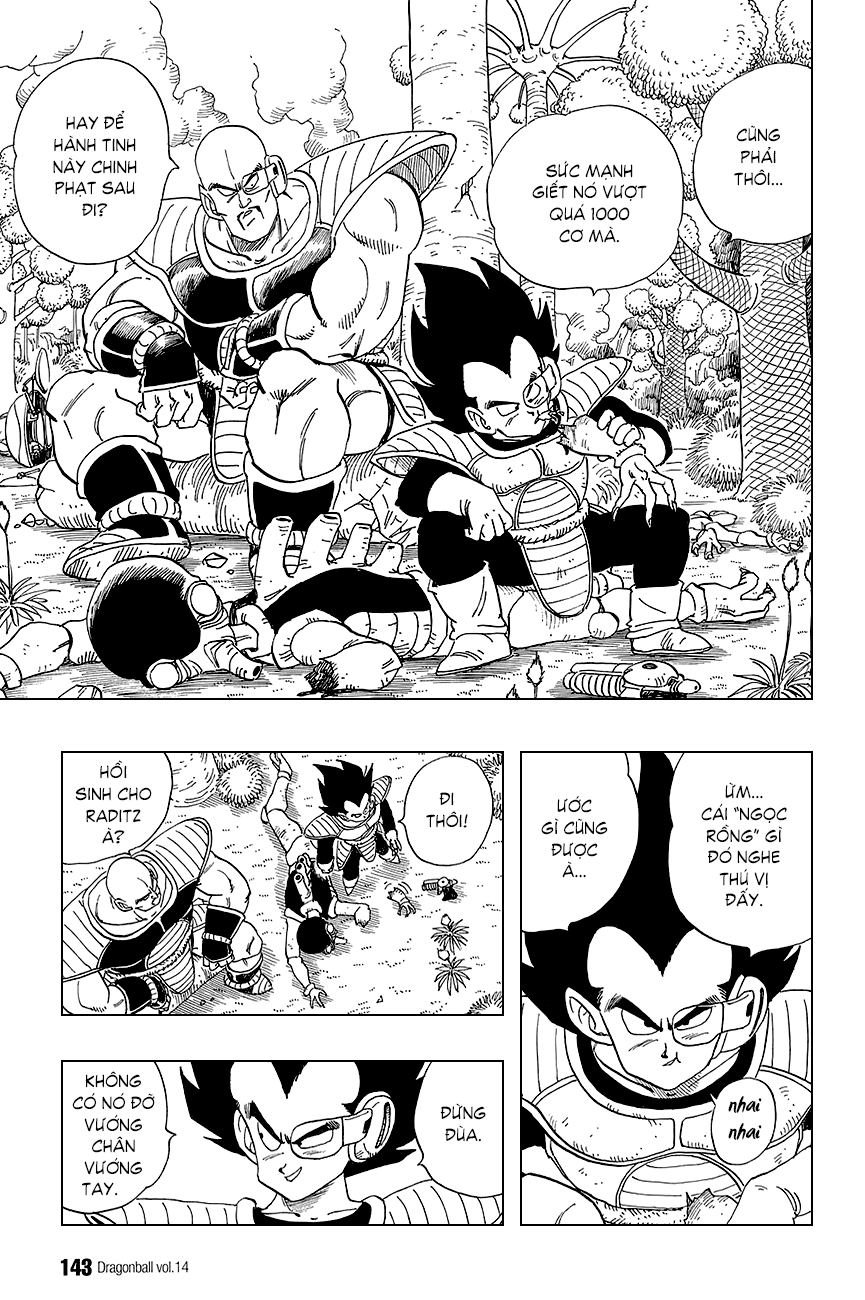 CŨNG
PHẢI
THÔI...
SỨC MẠNH
GIẾT NÓ VƯỢT
QUÁ 1000
CƠ MÀ.
HAY ĐỂ
HÀNH TINH
NÀY CHINH
PHẠT SAU
ĐI?
ỪM...
CÁI “NGỌC
RỒNG” GÌ
ĐÓ NGHE
THÚ VỊ
ĐẤY.
ƯỚC
GÌ CŨNG
ĐƯỢC
À...
nhai
nhai
ĐI
THÔI!
HỒI
SINH CHO
RADITZ
À?
ĐỪNG
ĐÙA.
KHÔNG
CÓ NÓ ĐỠ
VƯỚNG
CHÂN
VƯỚNG
TAY.
143 Dragonball vol.14